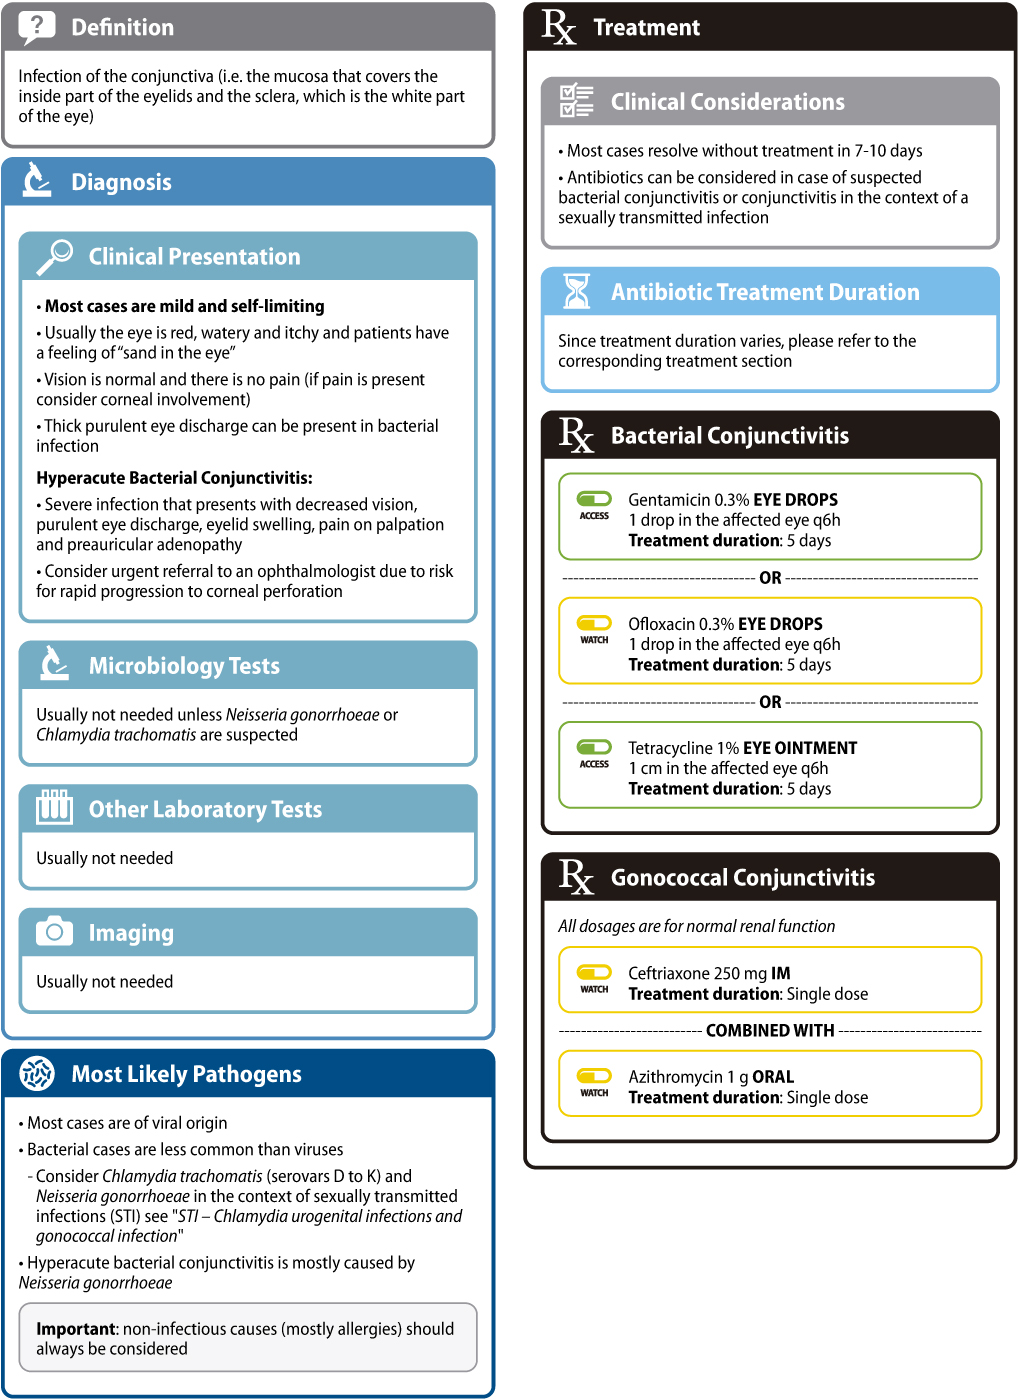 Definition
Infection of the conjunctiva (i.e. the mucosa that covers the
inside part of the eyelids and the sclera, which is the white part
of the eye)
Diagnosis
Clinical Presentation
• Most cases are mild and self-limiting
• Usually the eye is red, watery and itchy and patients have
a feeling of “sand in the eye”
• Vision is normal and there is no pain (if pain is present
consider corneal involvement)
• Thick purulent eye discharge can be present in bacterial
infection
Hyperacute Bacterial Conjunctivitis:
• Severe infection that presents with decreased vision,
purulent eye discharge, eyelid swelling, pain on palpation
and preauricular adenopathy
• Consider urgent referral to an ophthalmologist due to risk
for rapid progression to corneal perforation
Microbiology Tests
Usually not needed unless Neisseria gonorrhoeae or
Chlamydia trachomatis are suspected
Other Laboratory Tests
Usually not needed
Imaging
Usually not needed
Most Likely Pathogens
• Most cases are of viral origin
• Bacterial cases are less common than viruses
- Consider Chlamydia trachomatis (serovars D to K) and
Neisseria gonorrhoeae in the context of sexually transmitted
infections (STI) see "STI – Chlamydia urogenital infections and
gonococcal infection"
• Hyperacute bacterial conjunctivitis is mostly caused by
Neisseria gonorrhoeae
Important: non-infectious causes (mostly allergies) should
always be considered
Rx Treatment
Clinical Considerations
• Most cases resolve without treatment in 7-10 days
• Antibiotics can be considered in case of suspected
bacterial conjunctivitis or conjunctivitis in the context of a
sexually transmitted infection
Antibiotic Treatment Duration
Since treatment duration varies, please refer to the
corresponding treatment section
Rx Bacterial Conjunctivitis
ACCESS
Gentamicin 0.3% EYE DROPS
1 drop in the affected eye q6h
Treatment duration: 5 days
OR
WATCH
Ofloxacin 0.3% EYE DROPS
1 drop in the affected eye q6h
Treatment duration: 5 days
OR
ACCESS
Tetracycline 1% EYE OINTMENT
1 cm in the affected eye q6h
Treatment duration: 5 days
Rx Gonococcal Conjunctivitis
All dosages are for normal renal function
WATCH
Ceftriaxone 250 mg IM
Treatment duration: Single dose
COMBINED WITH
WATCH
Azithromycin 1 g ORAL
Treatment duration: Single dose